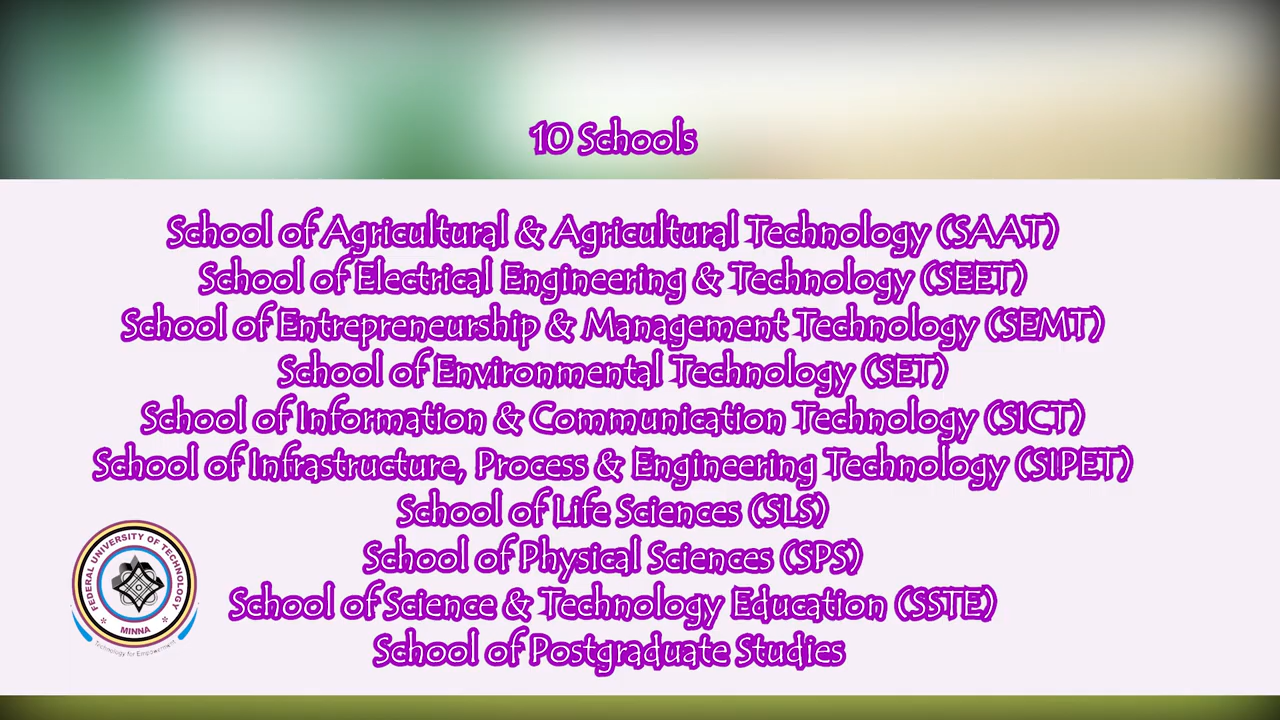 10 Schools
School of Agricultural & Agricultural Technology (SAAT)
School of Electrical Engineering & Technology (SEET)
School of Entrepreneurship & Management Technology (SEMT)
School of Environmental Technology (SET)
School of Information & Communication Technology (SICT)
School of Infrastructure, Process & Engineering Technology (SIPET)
School of Life Sciences (SLS)
School of Physical Sciences (SPS)
School of Science & Technology Education (SSTE)
School of Postgraduate Studies
FEDERAL UNIVERSITY OF TECHNOLOGY
MINNA
Technology for Empowerment